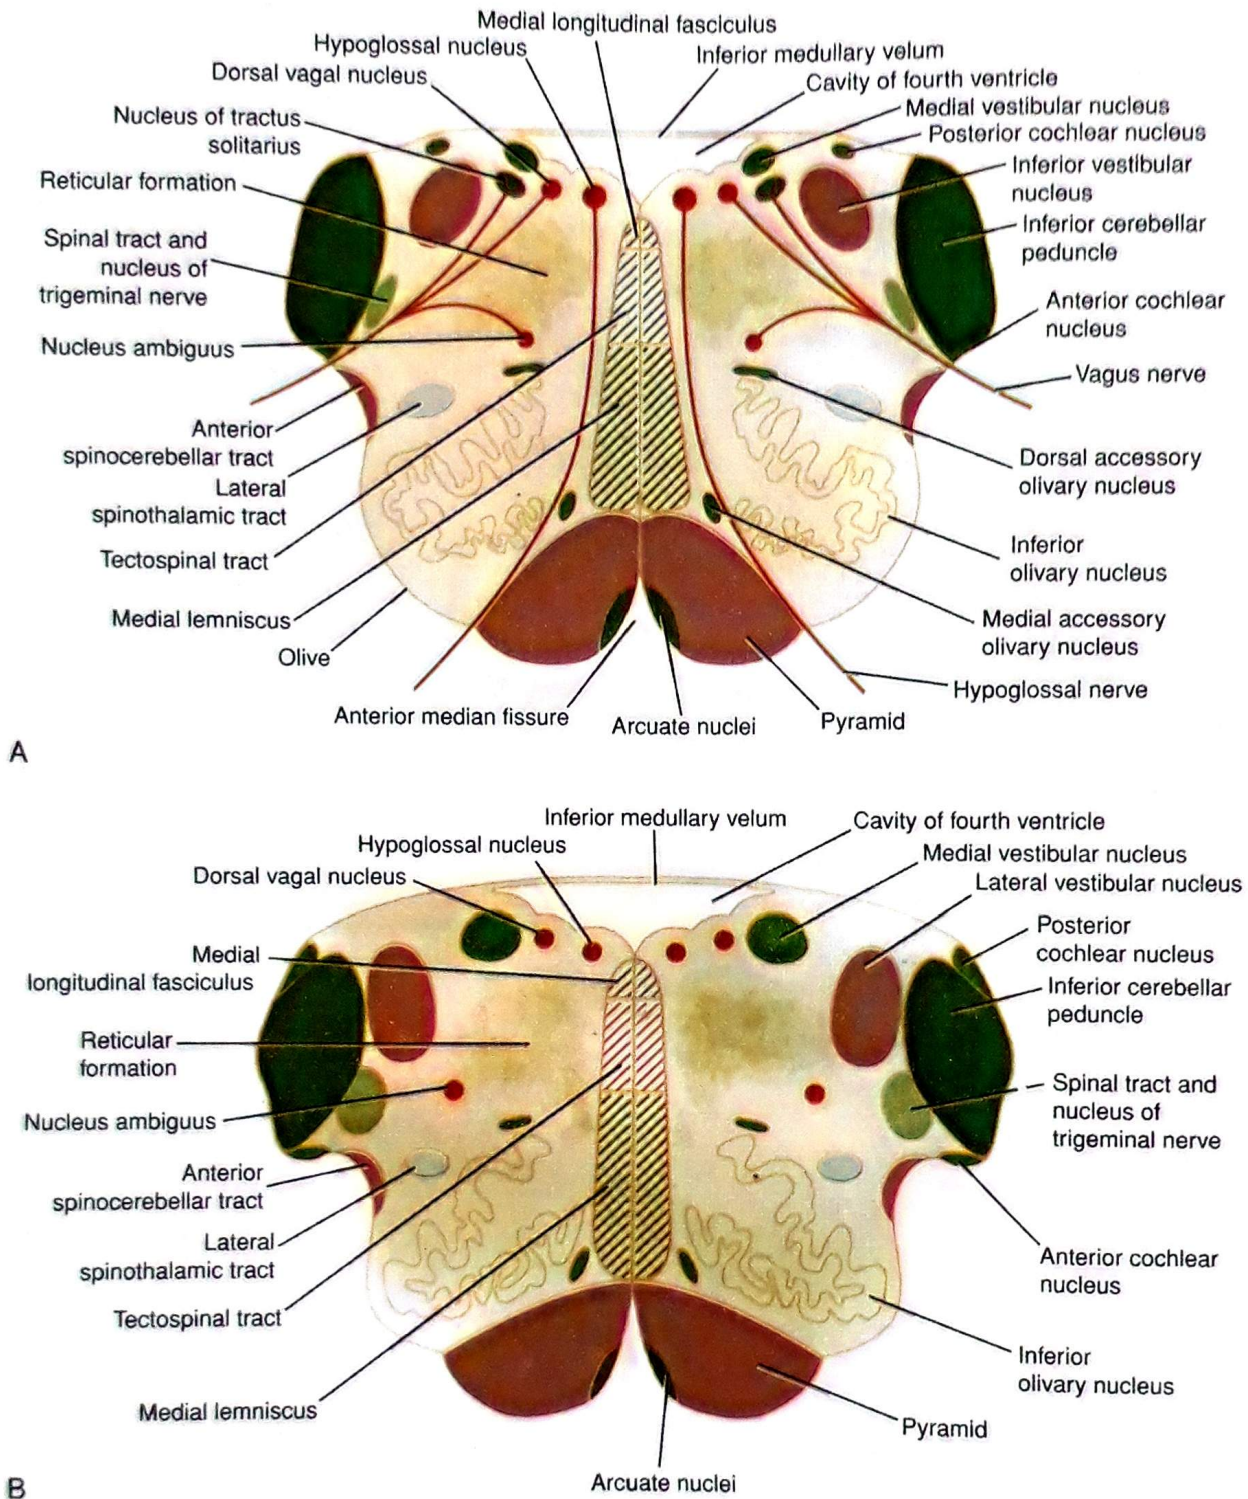 Medial longitudinal fasciculus
Hypoglossal nucleus
Dorsal vagal nucleus
Nucleus of tractus
solitarius
Reticular formation
Spinal tract and
nucleus of
trigeminal nerve
Nucleus ambiguus
Anterior
spinocerebellar tract
Lateral
spinothalamic tract
Tectospinal tract
Medial lemniscus
Olive
Anterior median fissure
Arcuate nuclei
Pyramid
Inferior medullary velum
Cavity of fourth ventricle
Medial vestibular nucleus
Posterior cochlear nucleus
Inferior vestibular
nucleus
Inferior cerebellar
peduncle
Anterior cochlear
nucleus
Vagus nerve
Dorsal accessory
olivary nucleus
Inferior
olivary nucleus
Medial accessory
olivary nucleus
Hypoglossal nerve
A
Inferior medullary velum
Hypoglossal nucleus
Dorsal vagal nucleus
Medial
longitudinal fasciculus
Reticular
formation
Nucleus ambiguus
Anterior
spinocerebellar tract
Lateral
spinothalamic tract
Tectospinal tract
Medial lemniscus
Cavity of fourth ventricle
Medial vestibular nucleus
Lateral vestibular nucleus
Posterior
cochlear nucleus
Inferior cerebellar
peduncle
Spinal tract and
nucleus of
trigeminal nerve
Anterior cochlear
nucleus
Inferior
olivary nucleus
Pyramid
Arcuate nuclei
B